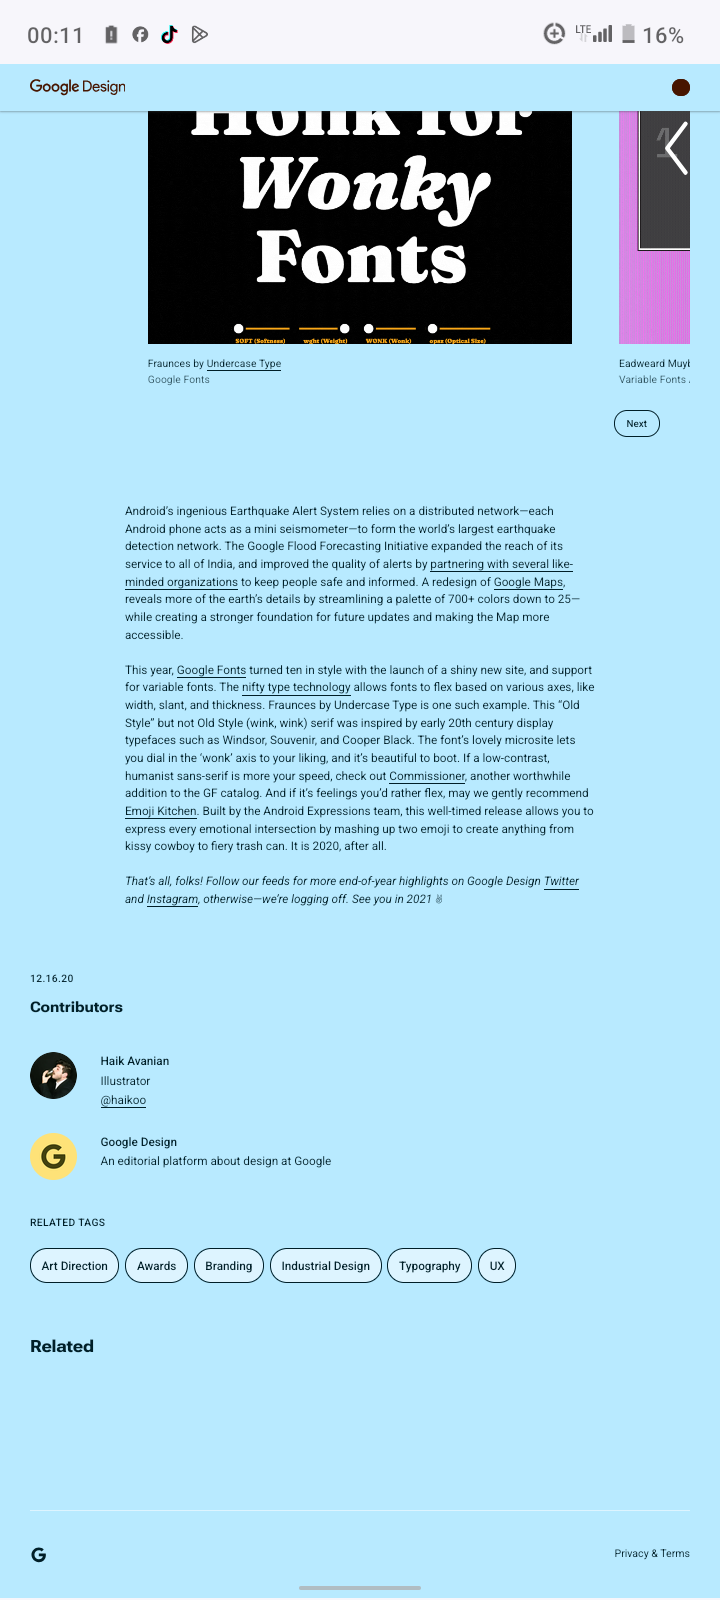 00:11
LTE
16%
Google Design
Honk for
Wonky
Fonts
SOFT (Softness) wght (Weight) WONK (Wonk) opsz (Optical Size)
Fraunces by Undercase Type
Google Fonts
Eadweard Muyb
Variable Fonts
Next
Android's ingenious Earthquake Alert System relies on a distributed network—each
Android phone acts as a mini seismometer—to form the world's largest earthquake
detection network. The Google Flood Forecasting Initiative expanded the reach of its
service to all of India, and improved the quality of alerts by partnering with several like-
minded organizations to keep people safe and informed. A redesign of Google Maps,
reveals more of the earth's details by streamlining a palette of 700+ colors down to 25—
while creating a stronger foundation for future updates and making the Map more
accessible.
This year, Google Fonts turned ten in style with the launch of a shiny new site, and support
for variable fonts. The nifty type technology allows fonts to flex based on various axes, like
width, slant, and thickness. Fraunces by Undercase Type is one such example. This “Old
Style” but not Old Style (wink, wink) serif was inspired by early 20th century display
typefaces such as Windsor, Souvenir, and Cooper Black. The font's lovely microsite lets
you dial in the ‘wonk’ axis to your liking, and it's beautiful to boot. If a low-contrast,
humanist sans-serif is more your speed, check out Commissioner, another worthwhile
addition to the GF catalog. And if it's feelings you'd rather flex, may we gently recommend
Emoji Kitchen. Built by the Android Expressions team, this well-timed release allows you to
express every emotional intersection by mashing up two emoji to create anything from
kissy cowboy to fiery trash can. It is 2020, after all.
That's all, folks! Follow our feeds for more end-of-year highlights on Google Design Twitter
and Instagram, otherwise—we're logging off. See you in 2021 ✌
12.16.20
Contributors
Haik Avanian
Illustrator
@haikoo
G
Google Design
An editorial platform about design at Google
RELATED TAGS
Art Direction Awards Branding Industrial Design Typography UX
Related
G
Privacy & Terms